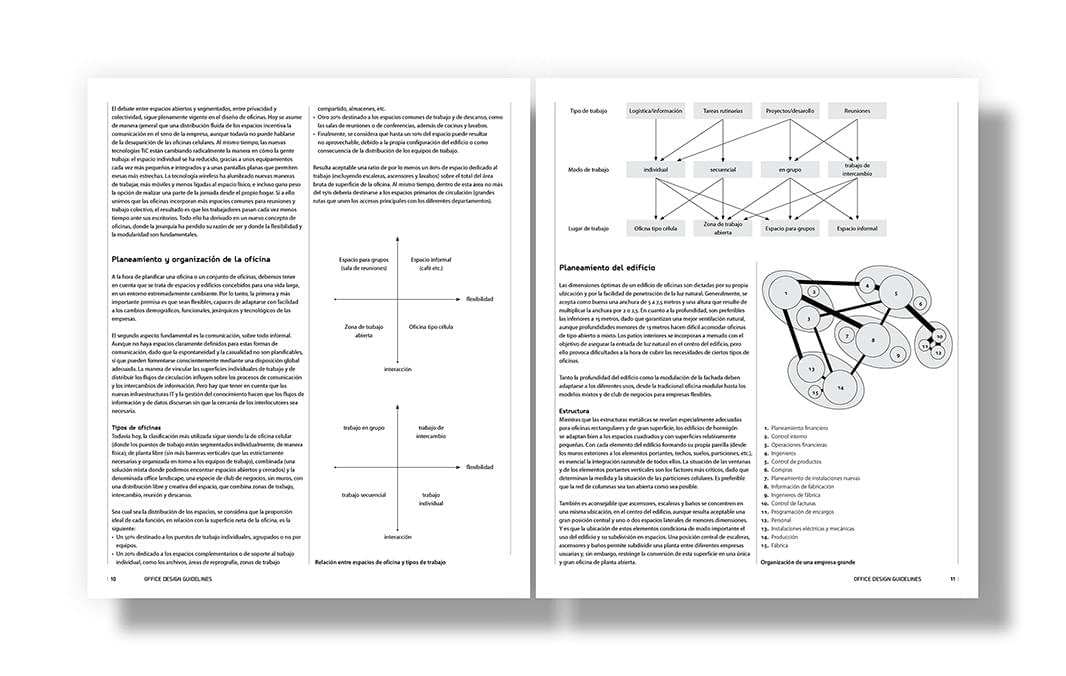 El debate entre espacios abiertos y segmentados, entre privacidad y
colectividad, sigue plenamente vigente en el diseño de oficinas. Hoy se asume
de manera general que una distribución fluida de los espacios incentiva la
comunicación en el seno de la empresa, aunque todavía no puede hablarse
de la desaparición de las oficinas celulares. Al mismo tiempo, las nuevas
tecnologías TiC están cambiando radicalmente la manera en cómo la gente
trabaja: el espacio individual se ha reducido, gracias a unos equipamientos
cada vez más pequeños e integrados y a unas pantallas planas que permiten
mesas más estrechas. La tecnología wireless ha alumbrado nuevas maneras
de trabajar, más móviles y menos ligadas al espacio físico, e incluso gana peso
la opción de realizar una parte de la jornada desde el propio hogar. Si a ello
unimos que las oficinas incorporan más espacios comunes para reuniones y
trabajo colectivo, el resultado es que los trabajadores pasan cada vez menos
tiempo ante sus escritorios. Todo ello ha derivado en un nuevo concepto de
oficinas, donde la jerarquía ha perdido su razón de ser y donde la flexibilidad y
la modularidad son fundamentales.
Planeamiento y organización de la oficina
A la hora de planificar una oficina o un conjunto de oficinas, debemos tener
en cuenta que se trata de espacios y edificios concebidos para una vida larga,
en un entorno extremadamente cambiante. Por lo tanto, la primera y más
importante premisa es que sean flexibles, capaces de adaptarse con facilidad
a los cambios demográficos, funcionales, jerárquicos y tecnológicos de las
empresas.
El segundo aspecto fundamental es la comunicación, sobre todo informal.
Aunque no haya espacios claramente definidos para estas formas de
comunicación, dado que la espontaneidad y la casualidad no son planificables,
sí que pueden fomentarse conscientemente mediante una disposición global
adecuada. La manera de vincular las superficies individuales de trabajo y de
distribuir los flujos de circulación influyen sobre los procesos de comunicación
y los intercambios de información. Pero hay que tener en cuenta que las
nuevas infraestructuras IT y la gestión del conocimiento hacen que los flujos de
información y de datos discurran sin que la cercanía de los interlocutores sea
necesaria.
Tipos de oficinas
Todavía hoy, la clasificación más utilizada sigue siendo la de oficina celular
(donde los puestos de trabajo están segmentados individualmente, de manera
física); de planta libre (sin más barreras verticales que las estrictamente
necesarias y organizada en torno a los equipos de trabajo), combinada (una
solución mixta donde podemos encontrar espacios abiertos y cerrados) y la
denominada office landscape, una especie de club de negocios, sin muros, con
una distribución libre y creativa del espacio, que combina zonas de trabajo,
intercambio, reunión y descanso.
Sea cual sea la distribución de los espacios, se considera que la proporción
ideal de cada función, en relación con la superficie neta de la oficina, es la
siguiente:
• Un 50% destinado a los puestos de trabajo individuales, agrupados o no por
equipos.
• Un 20% dedicado a los espacios complementarios o de soporte al trabajo
individual, como los archivos, áreas de reprografía, zonas de trabajo
compartido, almacenes, etc.
• Otro 20% destinado a los espacios comunes de trabajo y de descanso, como
las salas de reuniones o de conferencias, además de cocinas y lavabos.
• Finalmente, se considera que hasta un 10% del espacio puede resultar
no aprovechable, debido a la propia configuración del edificio o como
consecuencia de la distribución de los equipos de trabajo.
Resulta aceptable una ratio de por lo menos un 80% de espacio dedicado al
trabajo (incluyendo escaleras, ascensores y lavabos) sobre el total del área
bruta de superficie de la oficina. Al mismo tiempo, dentro de esta área no más
del 15% debería destinarse a los espacios primarios de circulación (grandes
rutas que unen los accesos principales con los diferentes departamentos).
Espacio para grupos
(sala de reuniones)
Espacio informal
(café etc.)
flexibilidad
Zona de trabajo
abierta
Oficina tipo célula
interacción
trabajo en grupo
trabajo de
intercambio
flexibilidad
trabajo secuencial
trabajo
individual
interacción
Relación entre espacios de oficina y tipos de trabajo
10
OFFICE DESIGN GUIDELINES
Tipo de trabajo
Logística/información
Tareas rutinarias
Proyectos/desarollo
Reuniones
Modo de trabajo
individual
secuencial
en grupo
trabajo de
intercambio
Lugar de trabajo
Oficna tipo célula
Zona de trabajo
abierta
Espacio para grupos
Espacio informal
Planeamiento del edificio
Las dimensiones óptimas de un edificio de oficinas son dictadas por su propia
ubicación y por la facilidad de penetración de la luz natural. Generalmente, se
acepta como buena una anchura de 5 a 7,5 metros y una altura que resulte de
multiplicar la anchura por 2 o 2,5. En cuanto a la profundidad, son preferibles
las inferiores a 15 metros, dado que garantizan una mejor ventilación natural,
aunque profundidades menores de 13 metros hacen difícil acomodar oficinas
de tipo abierto o mixto. Los patios interiores se incorporan a menudo con el
objetivo de asegurar la entrada de luz natural en el centro del edificio, pero
ello provoca dificultades a la hora de cubrir las necesidades de ciertos tipos de
oficinas.
Tanto la profundidad del edificio como la modulación de la fachada deben
adaptarse a los diferentes usos, desde la tradicional oficina modular hasta los
modelos mixtos y de club de negocios para empresas flexibles.
Estructura
Mientras que las estructuras metálicas se revelan especialmente adecuadas
para oficinas rectangulares y de gran superficie, los edificios de hormigón
se adaptan bien a los espacios cuadrados y con superficies relativamente
pequeñas. Con cada elemento del edificio formando su propia parrilla (desde
los muros exteriores a los elementos portantes, techos, suelos, particiones, etc.),
es esencial la integración razonable de todos ellos. La situación de las ventanas
y de los elementos portantes verticales son los factores más críticos, dado que
determinan la medida y la situación de las particiones celulares. Es preferible
que la red de columnas sea tan abierta como sea posible.
También es aconsejable que ascensores, escaleras y baños se concentren en
una misma ubicación, en el centro del edificio, aunque resulta aceptable una
gran posición central y uno o dos espacios laterales de menores dimensiones.
Y es que la ubicación de estos elementos condiciona de modo importante el
uso del edificio y su subdivisión en espacios. Una posición central de escaleras,
ascensores y baños permite subdividir una planta entre diferentes empresas
usuarias y, sin embargo, restringe la conversión de esta superficie en una única
y gran oficina de planta abierta.
1
2
3
4
5
6
7
8
9
10
11
12
13
14
15
1. Planeamiento financiero
2. Control interno
3. Operaciones financieras
4. Ingenieros
5. Control de productos
6. Compras
7. Planeamiento de instalaciones nuevas
8. Información de fabricación
9. Ingenieros de fábrica
10. Control de facturas
11. Programación de encargos
12. Personal
13. Instalaciones eléctricas y mecánicas
14. Producción
15. Fábrica
Organización de una empresa grande
OFFICE DESIGN GUIDELINES
11